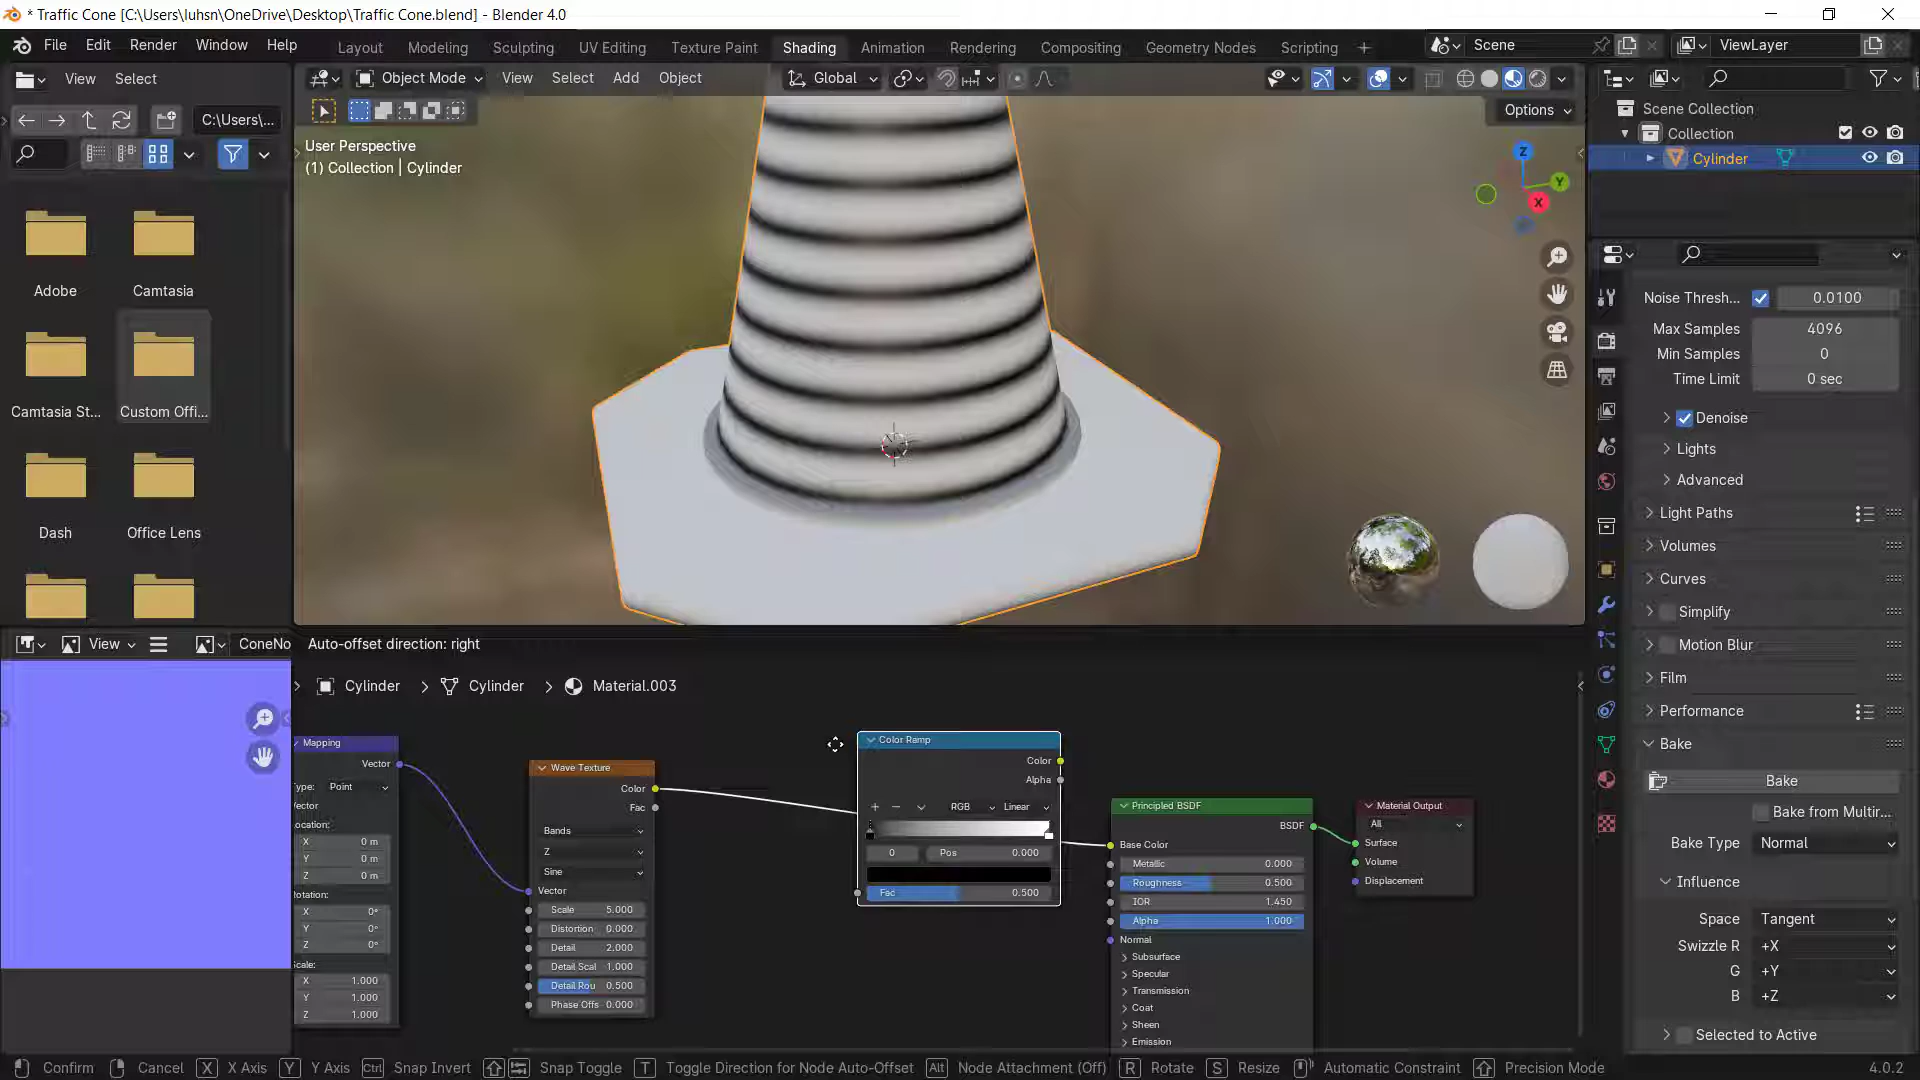 * Traffic Cone [C:\Users\luhsn\OneDrive\Desktop\Traffic Cone.blend] - Blender 4.0
File Edit Render Window Help
Layout Modeling Sculpting UV Editing Texture Paint Shading Animation Rendering Compositing Geometry Nodes Scripting
Scene
ViewLayer
View Select
Object Mode View Select Add Object
Global
C:\Users\...
Options
User Perspective
(1) Collection | Cylinder
Z
Y
X
Scene Collection
Collection
Cylinder
Adobe
Camtasia
Camtasia St...
Custom Offi...
Dash
Office Lens
Noise Thresh... 0.0100
Max Samples 4096
Min Samples 0
Time Limit 0 sec
Denoise
Lights
Advanced
Light Paths
Volumes
Curves
Simplify
Motion Blur
Film
Performance
Bake
Bake
Bake from Multir...
Bake Type Normal
Influence
Space Tangent
Swizzle R +X
G +Y
B +Z
Selected to Active
View
ConeNo
Auto-offset direction: right
Cylinder > Cylinder > Material.003
Mapping
Vector
Type: Point
Vector
Location:
X 0 m
Y 0 m
Z 0 m
Rotation:
X 0°
Y 0°
Z 0°
Scale:
X 1.000
Y 1.000
Z 1.000
Wave Texture
Color
Fac
Bands
Z
Sine
Vector
Scale 5.000
Distortion 0.000
Detail 2.000
Detail Scal 1.000
Detail Rou 0.500
Phase Offs 0.000
Color Ramp
Color
Alpha
RGB Linear
0 Pos 0.000
Fac 0.500
Principled BSDF
BSDF
Base Color
Metallic 0.000
Roughness 0.500
IOR 1.450
Alpha 1.000
Normal
Subsurface
Specular
Transmission
Coat
Sheen
Emission
Material Output
All
Surface
Volume
Displacement
Confirm Cancel X X Axis Y Y Axis Ctrl Snap Invert Snap Toggle T Toggle Direction for Node Auto-Offset Alt Node Attachment (Off) R Rotate S Resize Automatic Constraint Precision Mode
4.0.2